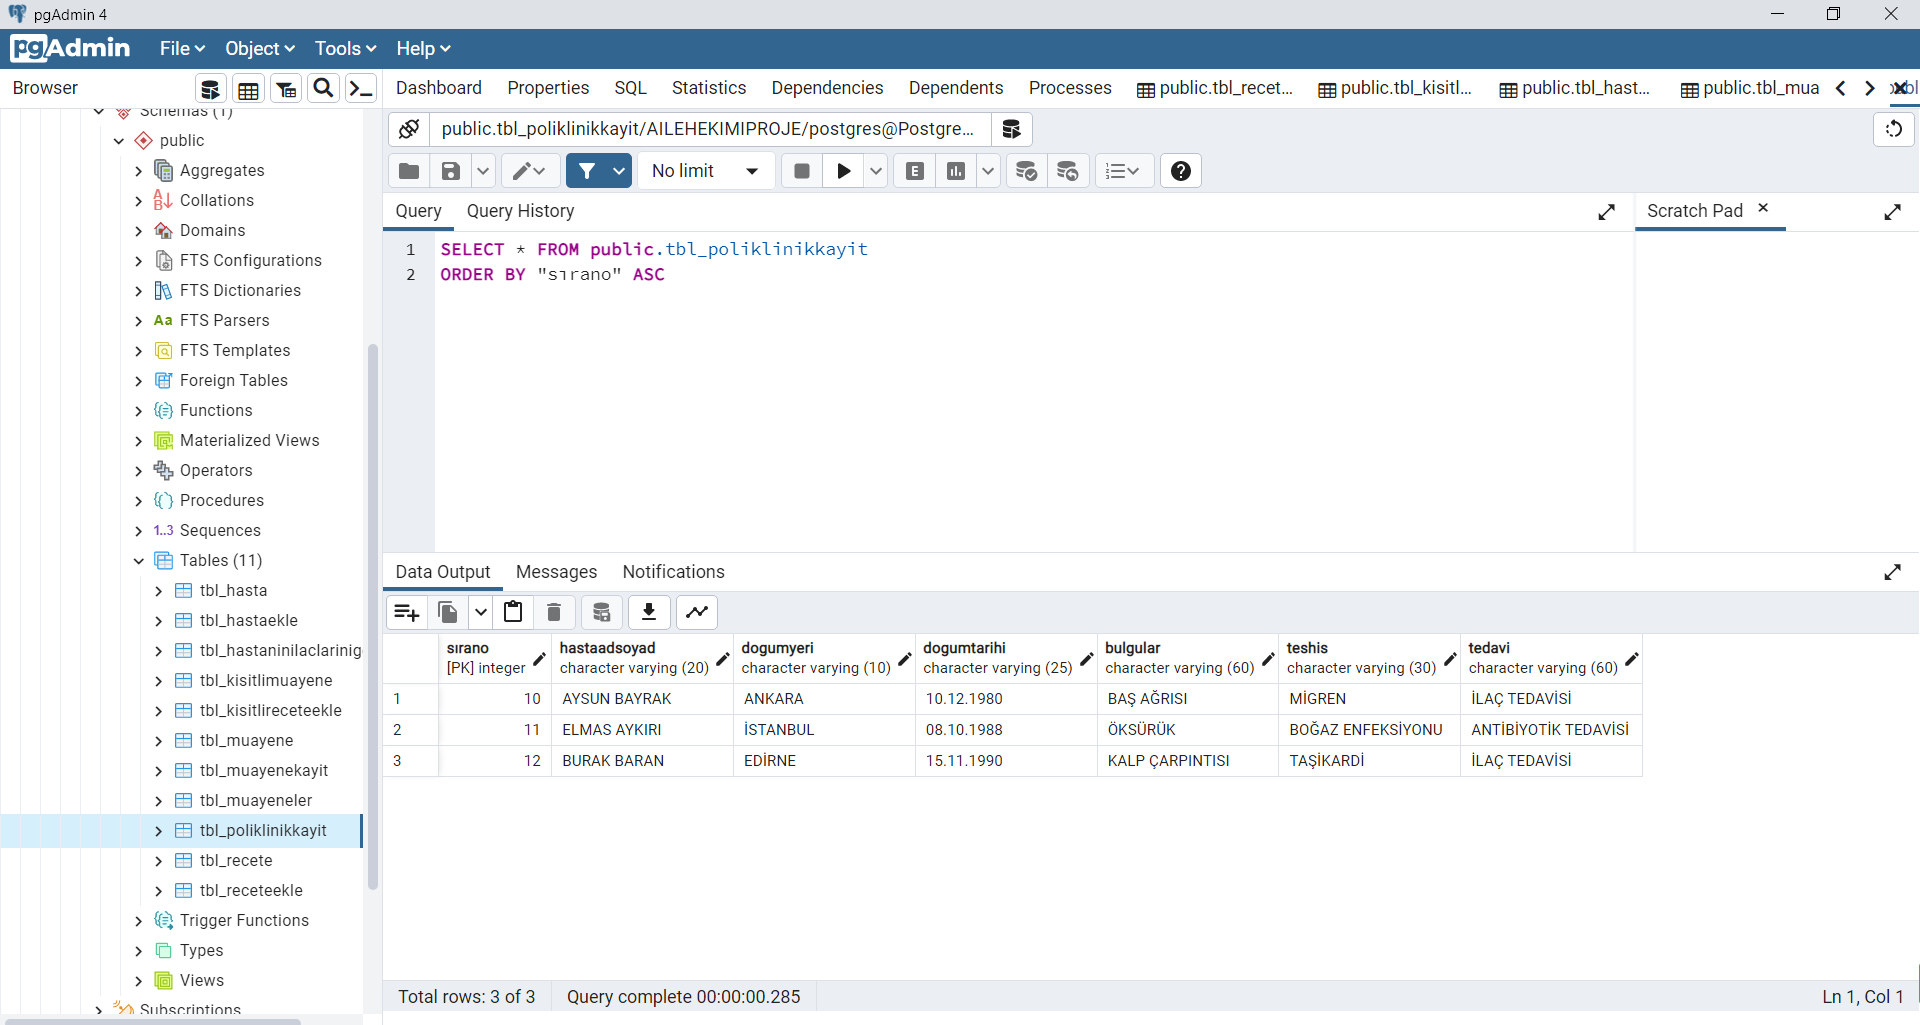 pgAdmin 4
pgAdmin File Object Tools Help
Browser
Dashboard Properties SQL Statistics Dependencies Dependents Processes public.tbl_recet... public.tbl_kisitl... public.tbl_hast... public.tbl_mua
Schemas (1)
public
Aggregates
Collations
Domains
FTS Configurations
FTS Dictionaries
Aa FTS Parsers
FTS Templates
Foreign Tables
Functions
Materialized Views
Operators
Procedures
1..3 Sequences
Tables (11)
tbl_hasta
tbl_hastaekle
tbl_hastaninilaclarinig
tbl_kisitlimuayene
tbl_kisitlireceteekle
tbl_muayene
tbl_muayenekayit
tbl_muayeneler
tbl_poliklinikkayit
tbl_recete
tbl_receteekle
Trigger Functions
Types
Views
Subscriptions
public.tbl_poliklinikkayit/AILEHEKIMIPROJE/postgres@Postgre...
No limit
E
Query Query History
Scratch Pad
1 SELECT * FROM public.tbl_poliklinikkayit
2 ORDER BY "sırano" ASC
Data Output Messages Notifications
sırano hastaadsoyad dogumyeri dogumtarihi bulgular teshis tedavi
[PK] integer character varying (20) character varying (10) character varying (25) character varying (60) character varying (30) character varying (60)
1 10 AYSUN BAYRAK ANKARA 10.12.1980 BAŞ AĞRISI MİGREN İLAÇ TEDAVİSİ
2 11 ELMAS AYKIRI İSTANBUL 08.10.1988 ÖKSÜRÜK BOĞAZ ENFEKSİYONU ANTİBİYOTİK TEDAVİSİ
3 12 BURAK BARAN EDİRNE 15.11.1990 KALP ÇARPINTISI TAŞİKARDİ İLAÇ TEDAVİSİ
Total rows: 3 of 3 Query complete 00:00:00.285 Ln 1, Col 1